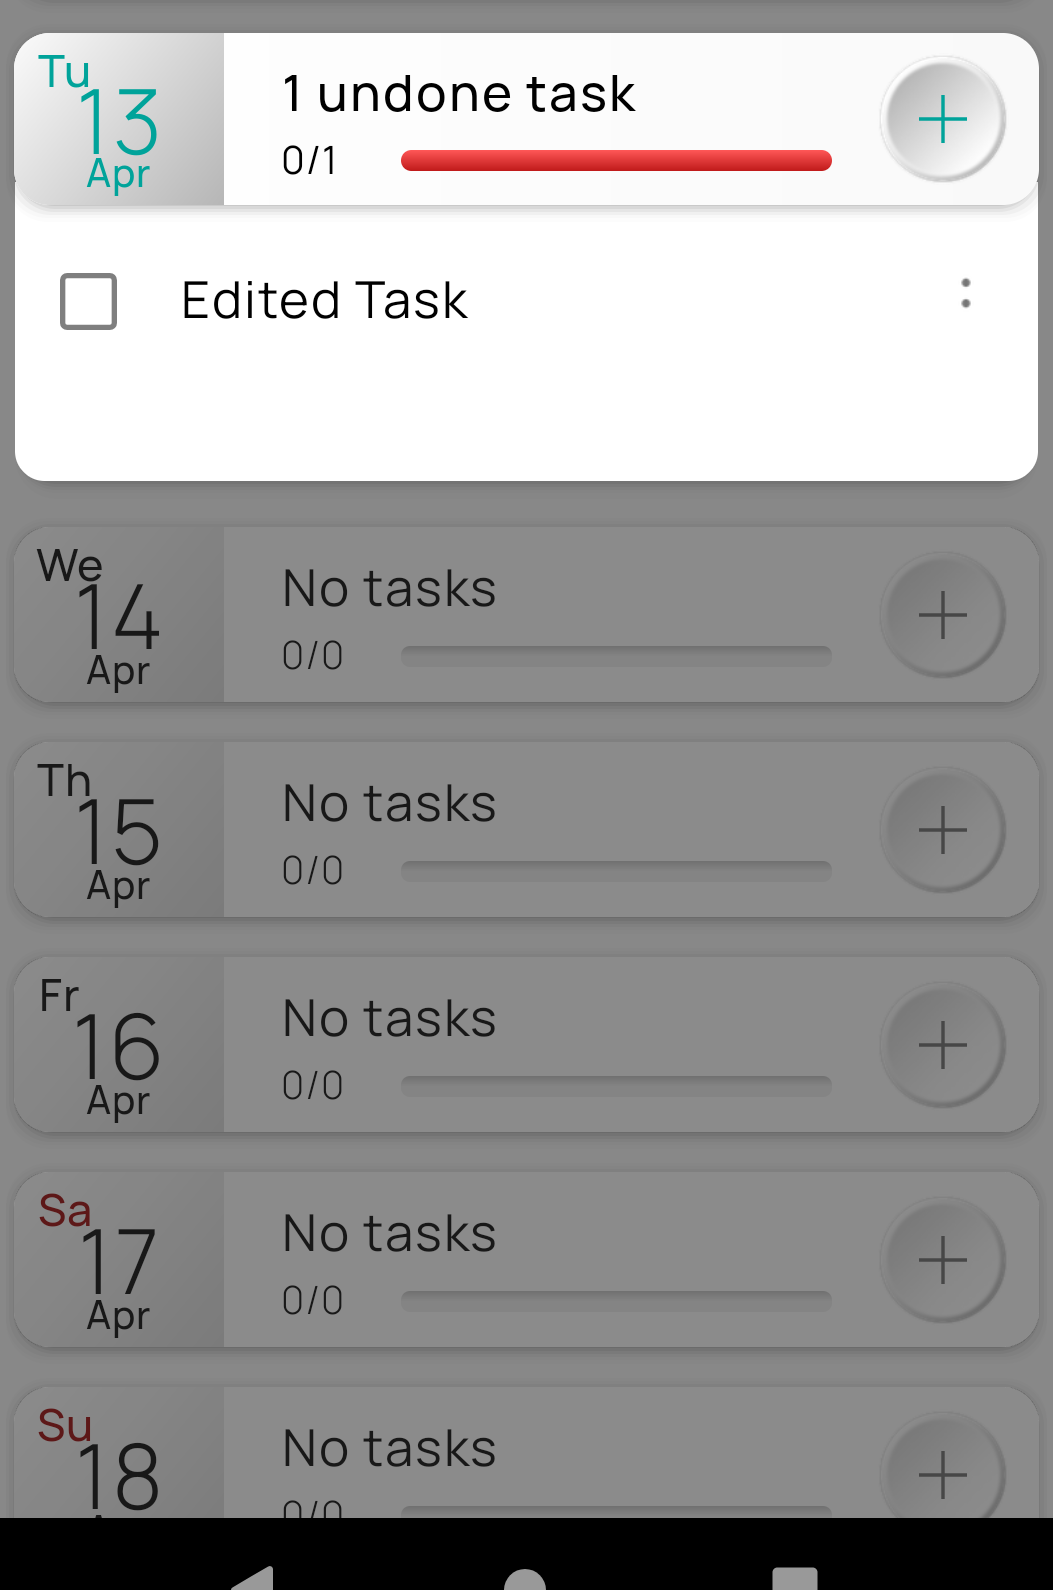 Tu
13
Apr
1 undone task
0/1
Edited Task
We
14
Apr
No tasks
0/0
Th
15
Apr
No tasks
0/0
Fr
16
Apr
No tasks
0/0
Sa
17
Apr
No tasks
0/0
Su
18
No tasks
0/0